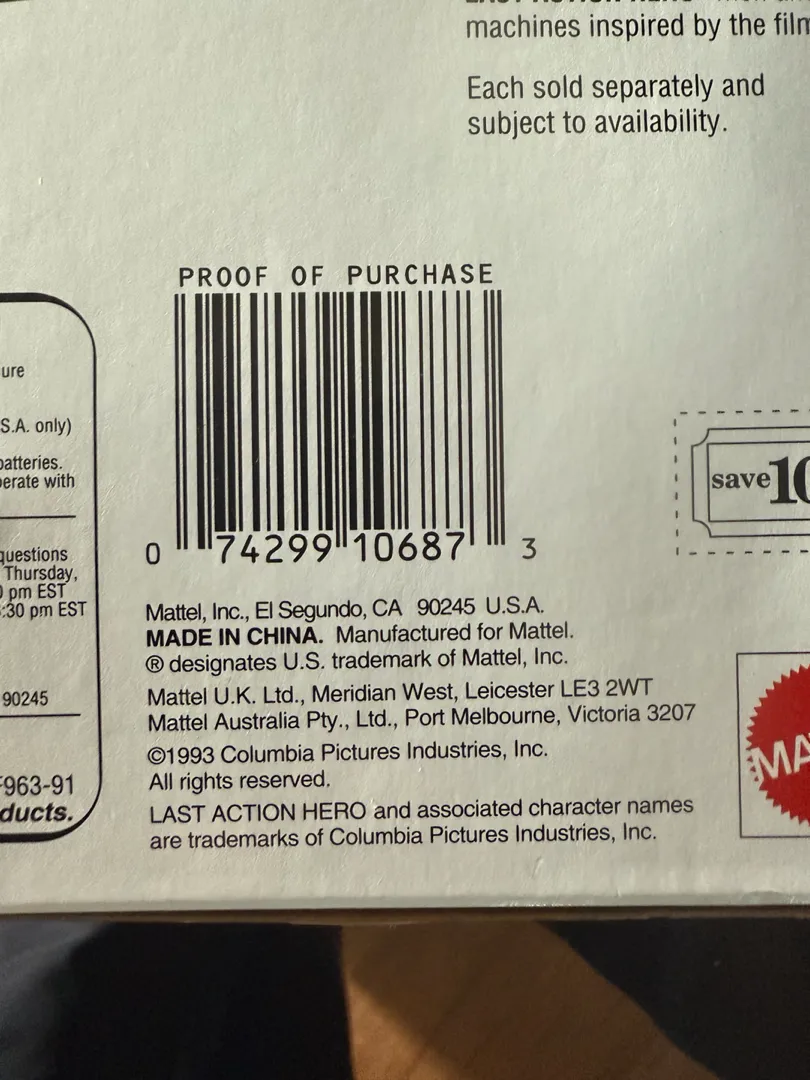 machines inspired by the film
Each sold separately and
subject to availability.
PROOF OF PURCHASE
0 74299 10687 3
ure
S.A. only)
batteries.
erate with
questions
Thursday,
pm EST
:30 pm EST
90245
F963-91
ducts.
save 10
Mattel, Inc., El Segundo, CA 90245 U.S.A.
MADE IN CHINA. Manufactured for Mattel.
® designates U.S. trademark of Mattel, Inc.
Mattel U.K. Ltd., Meridian West, Leicester LE3 2WT
Mattel Australia Pty., Ltd., Port Melbourne, Victoria 3207
©1993 Columbia Pictures Industries, Inc.
All rights reserved.
LAST ACTION HERO and associated character names
are trademarks of Columbia Pictures Industries, Inc.
MA